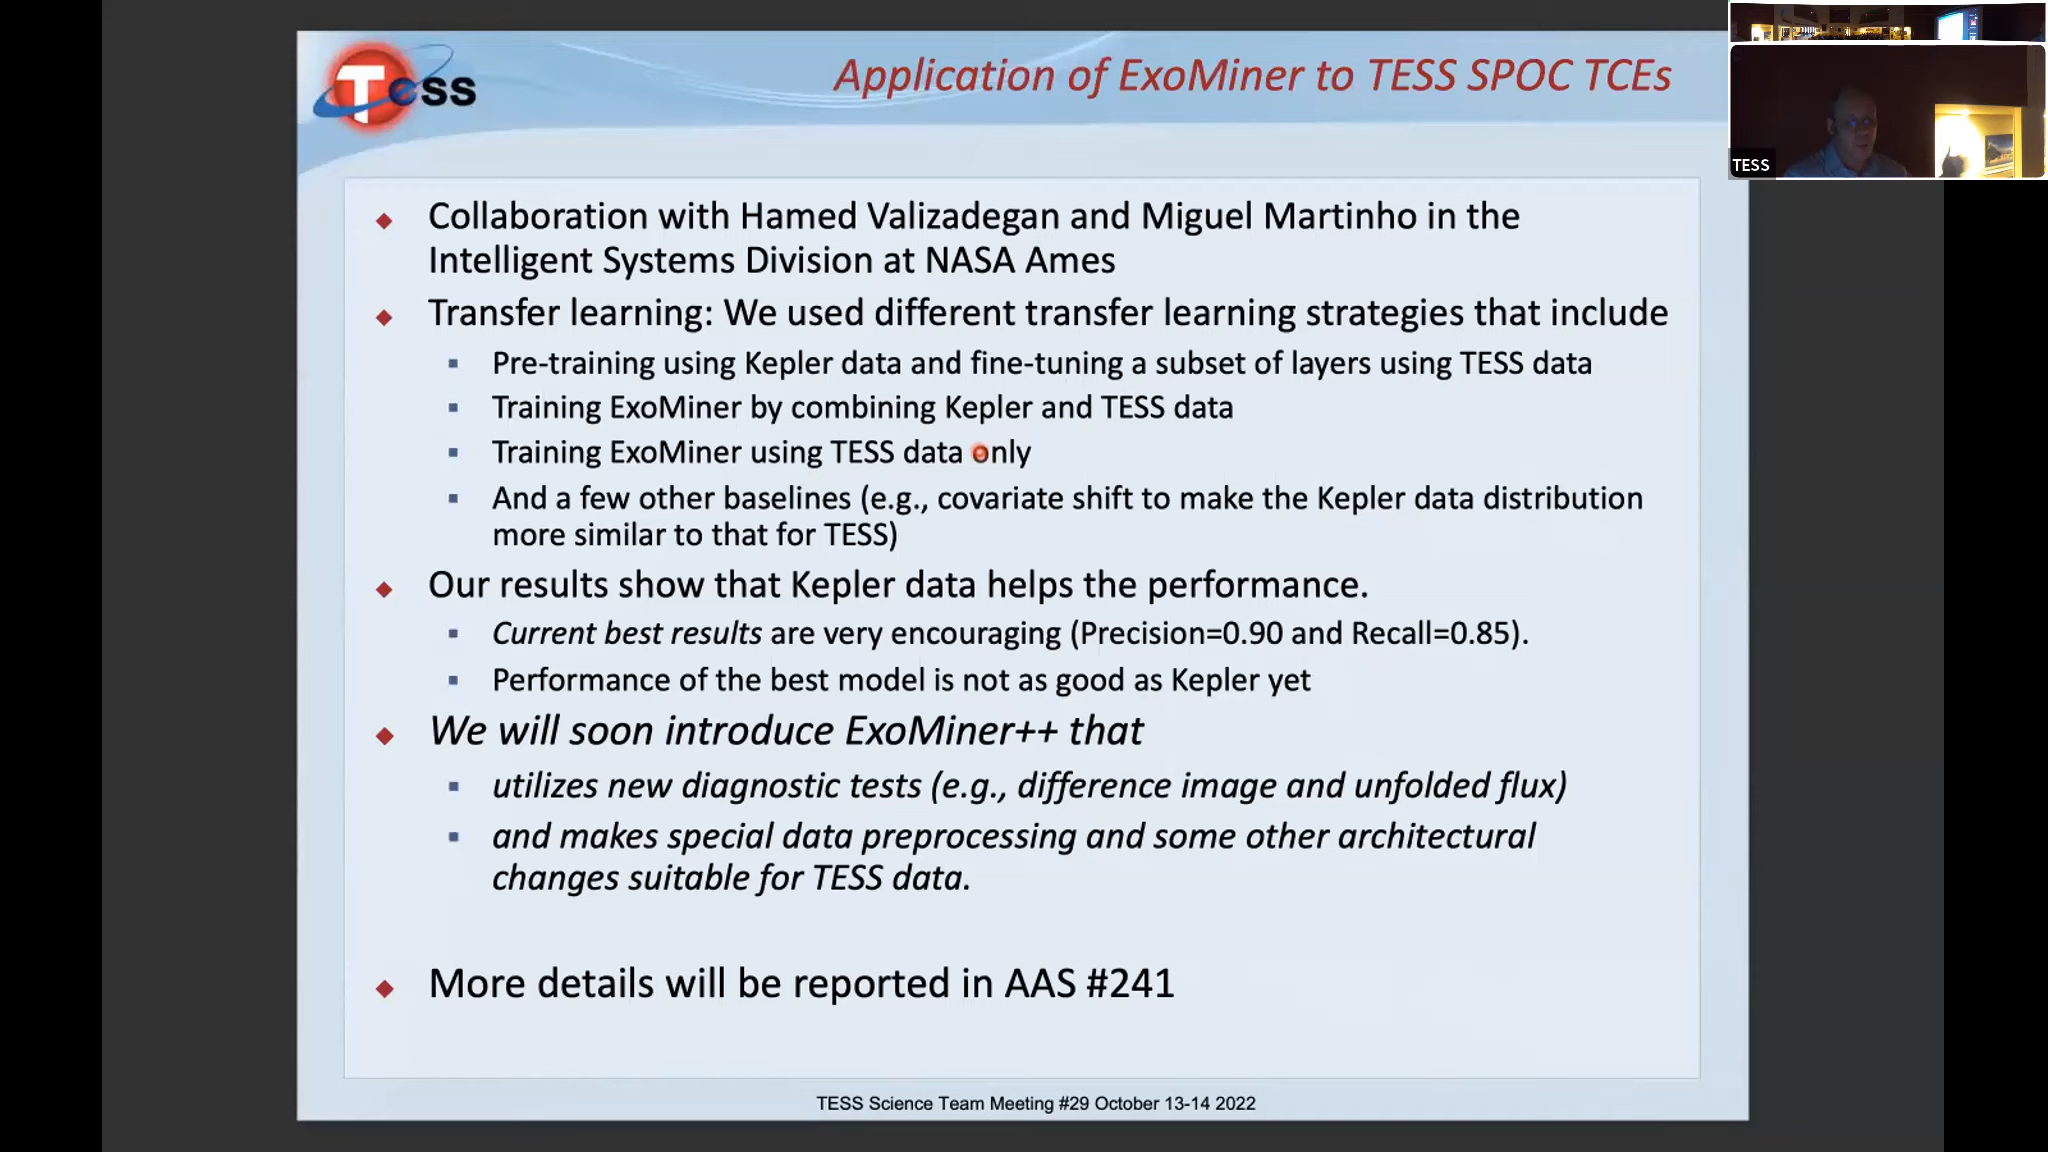 Tess
Application of ExoMiner to TESS SPOC TCEs
TESS
◆ Collaboration with Hamed Valizadegan and Miguel Martinho in the
Intelligent Systems Division at NASA Ames
◆ Transfer learning: We used different transfer learning strategies that include
▪ Pre-training using Kepler data and fine-tuning a subset of layers using TESS data
▪ Training ExoMiner by combining Kepler and TESS data
▪ Training ExoMiner using TESS data only
▪ And a few other baselines (e.g., covariate shift to make the Kepler data distribution
more similar to that for TESS)
◆ Our results show that Kepler data helps the performance.
▪ Current best results are very encouraging (Precision=0.90 and Recall=0.85).
▪ Performance of the best model is not as good as Kepler yet
◆ We will soon introduce ExoMiner++ that
▪ utilizes new diagnostic tests (e.g., difference image and unfolded flux)
▪ and makes special data preprocessing and some other architectural
changes suitable for TESS data.
◆ More details will be reported in AAS #241
TESS Science Team Meeting #29 October 13-14 2022